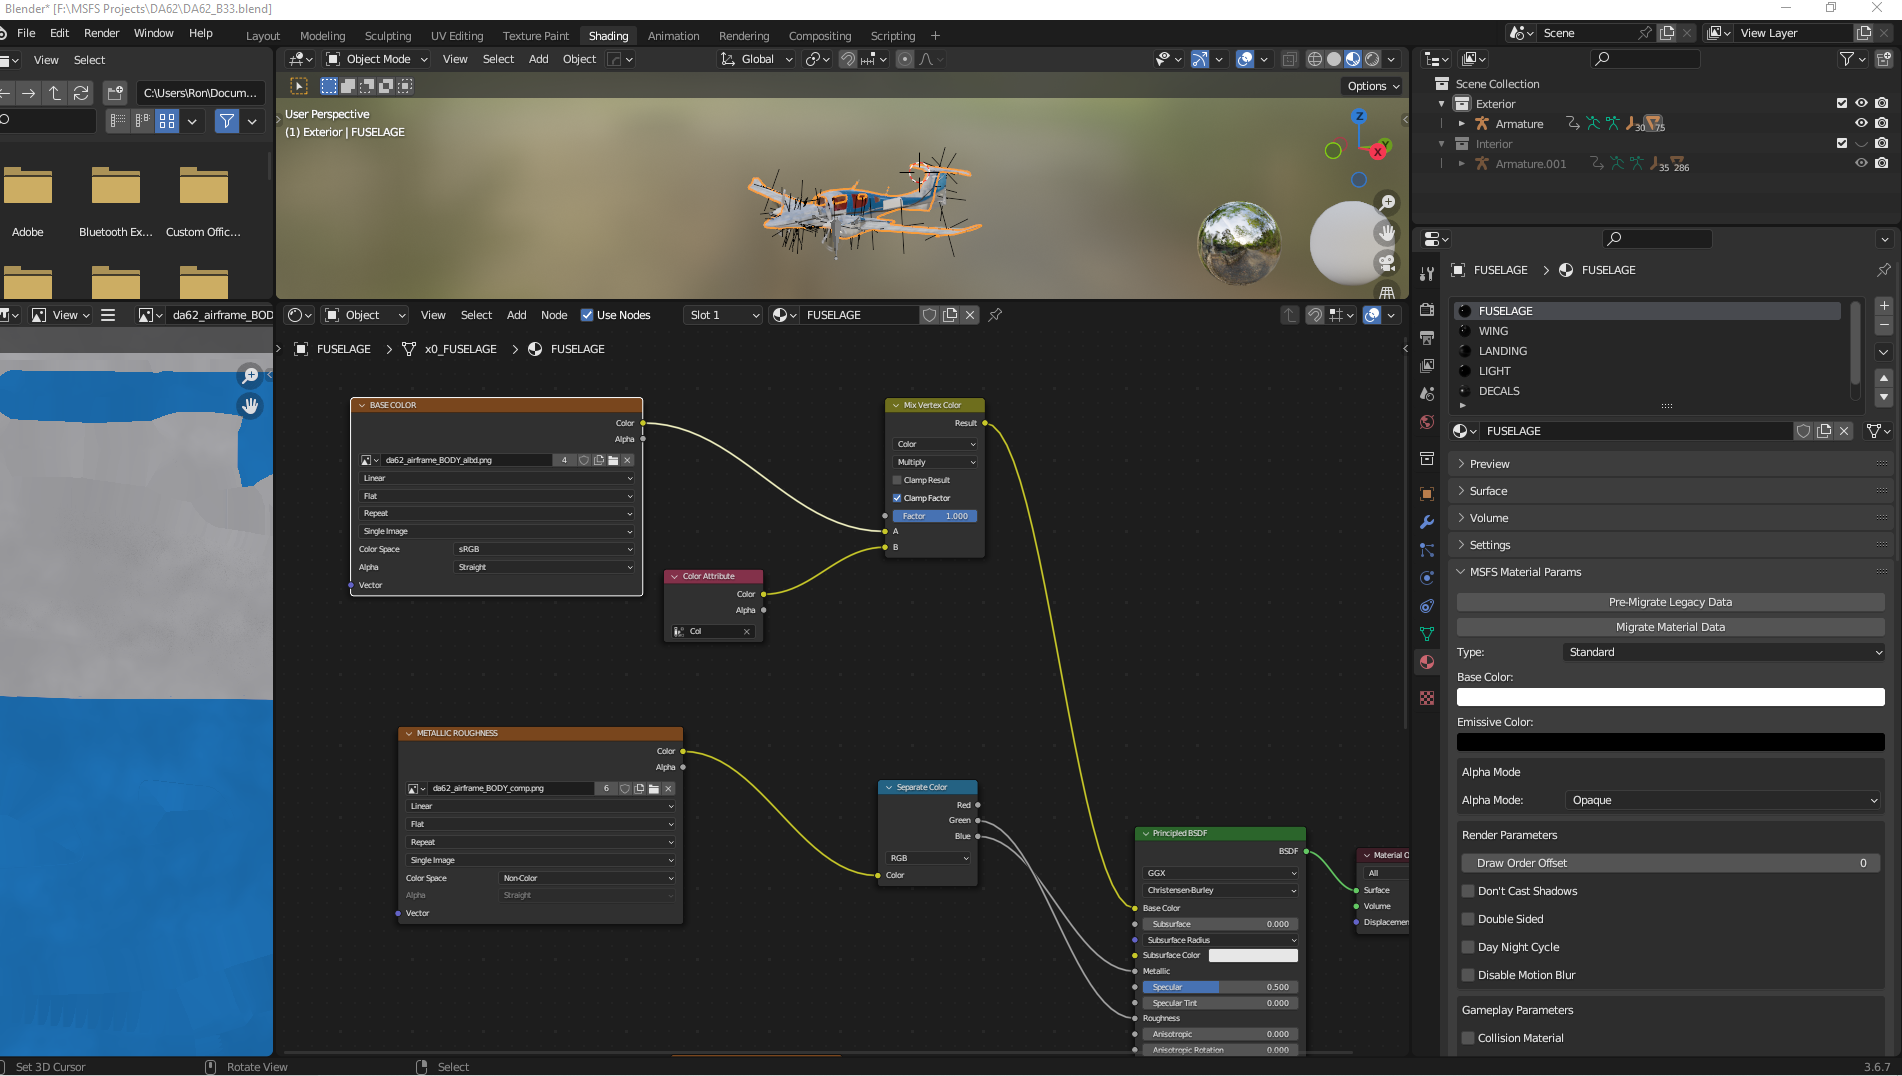 Blender* [F:\MSFS Projects\DA62\DA62_B33.blend]
File Edit Render Window Help Layout Modeling Sculpting UV Editing Texture Paint Shading Animation Rendering Compositing Scripting + Scene View Layer
View Select
Object Mode View Select Add Object Global
C:\Users\Ron\Docum...
Options
User Perspective
(1) Exterior | FUSELAGE
Z
Y
X
Adobe Bluetooth Ex... Custom Offic...
Scene Collection
Exterior
Armature 30 75
Interior
Armature.001 35 286
View da62_airframe_BOD
Object View Select Add Node Use Nodes Slot 1 FUSELAGE
FUSELAGE > x0_FUSELAGE > FUSELAGE
BASE COLOR
Color
Alpha
da62_airframe_BODY_albd.png 4
Linear
Flat
Repeat
Single Image
Color Space sRGB
Alpha Straight
Vector
Mix Vertex Color
Result
Color
Multiply
Clamp Result
Clamp Factor
Factor 1.000
A
B
Color Attribute
Color
Alpha
Col
METALLIC ROUGHNESS
Color
Alpha
da62_airframe_BODY_comp.png 6
Linear
Flat
Repeat
Single Image
Color Space Non-Color
Alpha Straight
Vector
Separate Color
Red
Green
Blue
RGB
Color
Principled BSDF
BSDF
GGX
Christensen-Burley
Base Color
Subsurface 0.000
Subsurface Radius
Subsurface Color
Metallic
Specular 0.500
Specular Tint 0.000
Roughness
Anisotropic 0.000
Anisotropic Rotation 0.000
Material O
All
Surface
Volume
Displacemen
FUSELAGE > FUSELAGE
FUSELAGE
WING
LANDING
LIGHT
DECALS
FUSELAGE
Preview
Surface
Volume
Settings
MSFS Material Params
Pre-Migrate Legacy Data
Migrate Material Data
Type: Standard
Base Color:
Emissive Color:
Alpha Mode
Alpha Mode: Opaque
Render Parameters
Draw Order Offset 0
Don't Cast Shadows
Double Sided
Day Night Cycle
Disable Motion Blur
Gameplay Parameters
Collision Material
Set 3D Cursor Rotate View Select 3.6.7